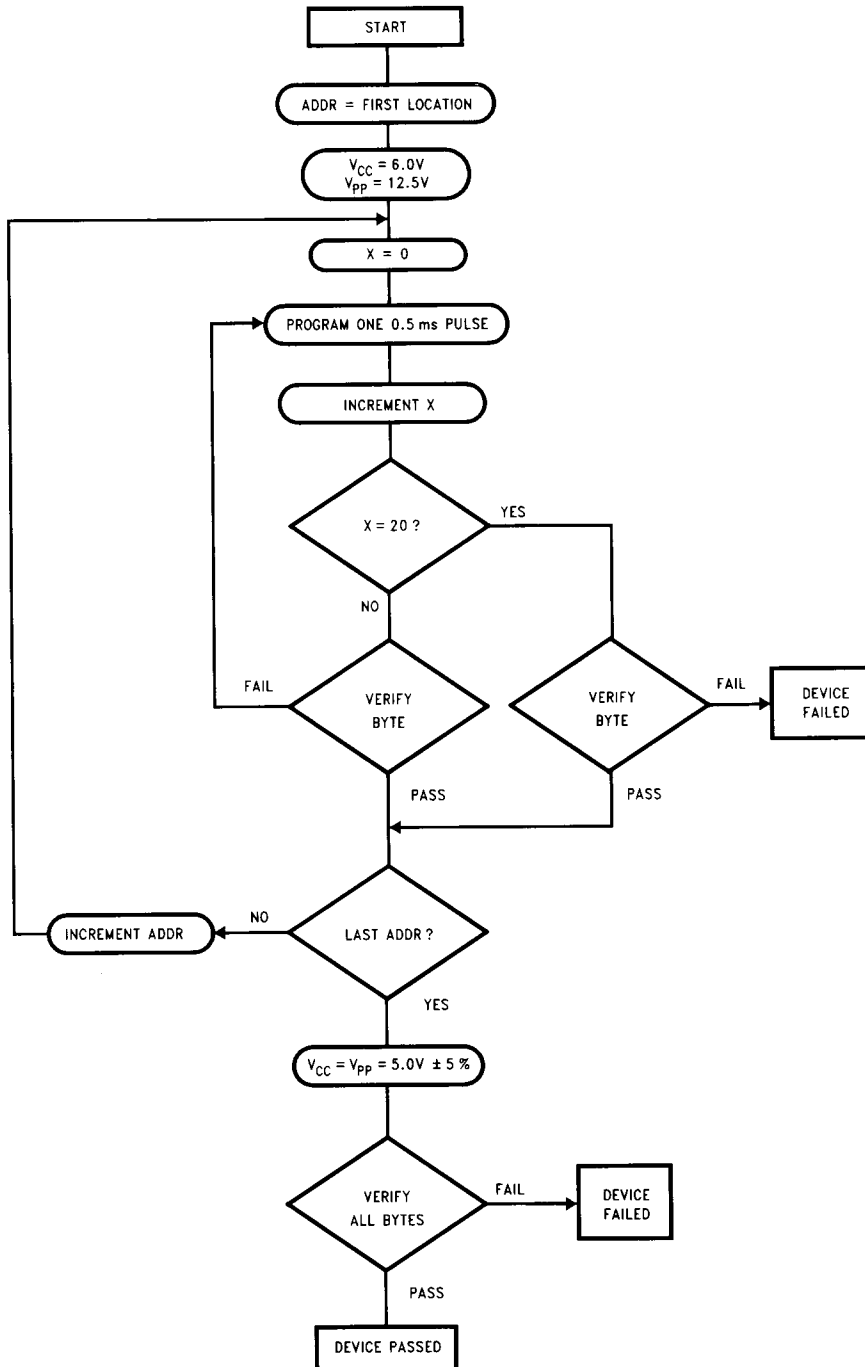 START
ADDR = FIRST LOCATION
VCC = 6.0V
VPP = 12.5V
X = 0
PROGRAM ONE 0.5 ms PULSE
INCREMENT X
X = 20 ?
YES
NO
FAIL
VERIFY
BYTE
VERIFY
BYTE
FAIL
DEVICE
FAILED
PASS
PASS
INCREMENT ADDR
NO
LAST ADDR ?
YES
VCC = VPP = 5.0V ± 5 %
VERIFY
ALL BYTES
FAIL
DEVICE
FAILED
PASS
DEVICE PASSED